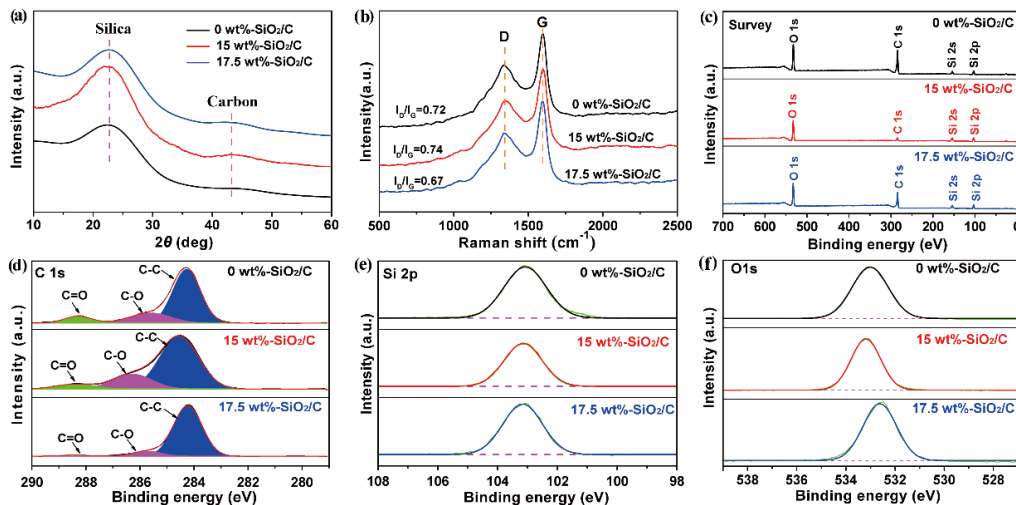 (a)
Silica
0 wt%-SiO₂/C
15 wt%-SiO₂/C
17.5 wt%-SiO₂/C
Carbon
Intensity (a.u.)
10 20 30 40 50 60
2θ (deg)
(b)
D
G
I_D/I_G=0.72
0 wt%-SiO₂/C
I_D/I_G=0.74
15 wt%-SiO₂/C
I_D/I_G=0.67
17.5 wt%-SiO₂/C
Intensity (a.u.)
500 1000 1500 2000 2500
Raman shift (cm⁻¹)
(c)
Survey
0 wt%-SiO₂/C
O 1s
C 1s
Si 2s
Si 2p
15 wt%-SiO₂/C
O 1s
C 1s
Si 2s
Si 2p
17.5 wt%-SiO₂/C
O 1s
C 1s
Si 2s
Si 2p
Intensity (a.u.)
700 600 500 400 300 200 100 0
Binding energy (eV)
(d)
C 1s
0 wt%-SiO₂/C
C-C
C=O
C-O
15 wt%-SiO₂/C
C-C
C=O
C-O
17.5 wt%-SiO₂/C
C-C
C=O
C-O
Intensity (a.u.)
290 288 286 284 282 280
Binding energy (eV)
(e)
Si 2p
0 wt%-SiO₂/C
15 wt%-SiO₂/C
17.5 wt%-SiO₂/C
Intensity (a.u.)
108 106 104 102 100 98
Binding energy (eV)
(f)
O1s
0 wt%-SiO₂/C
15 wt%-SiO₂/C
17.5 wt%-SiO₂/C
Intensity (a.u.)
538 536 534 532 530 528
Binding energy (eV)